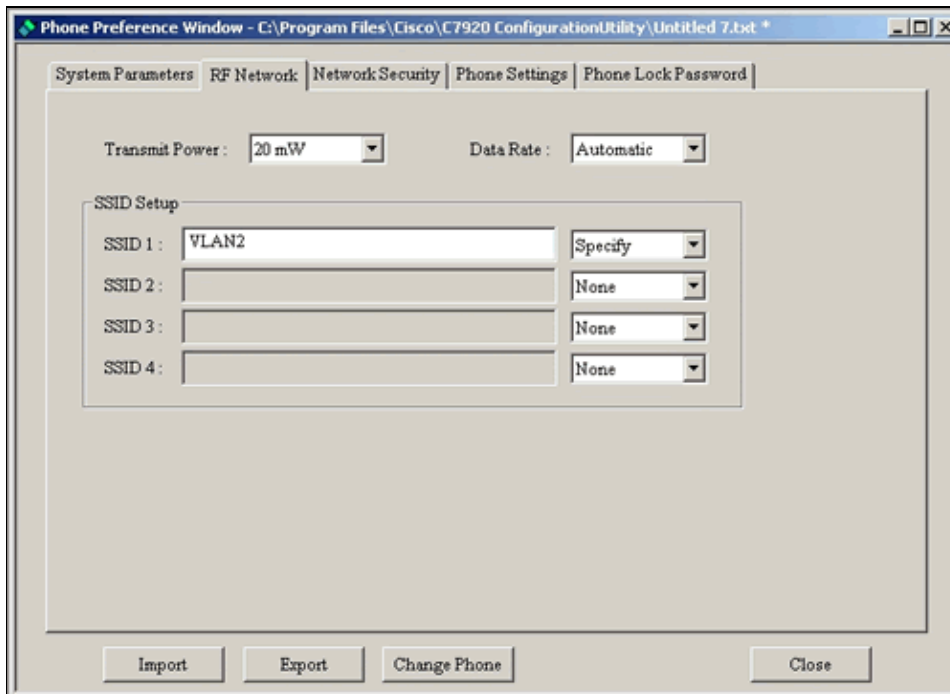 Phone Preference Window - C:\Program Files\Cisco\C7920 ConfigurationUtility\Untitled 7.txt *
System Parameters RF Network Network Security Phone Settings Phone Lock Password
Transmit Power : 20 mW Data Rate : Automatic
SSID Setup
SSID 1 : VLAN2 Specify
SSID 2 : None
SSID 3 : None
SSID 4 : None
Import Export Change Phone Close